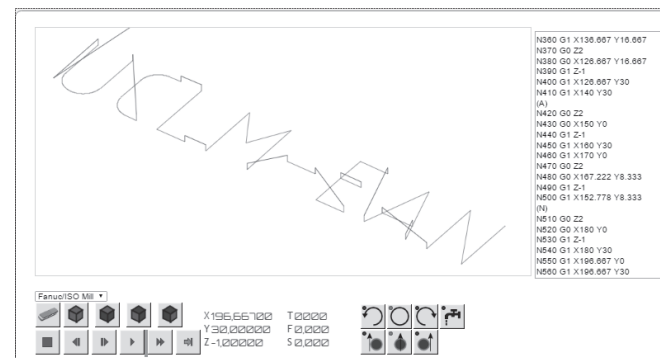 UCLM-FAAN
N360 G1 X136.667 Y16.667
N370 G0 Z2
N380 G0 X126.667 Y16.667
N390 G1 Z-1
N400 G1 X126.667 Y30
N410 G1 X140 Y30
(A)
N420 G0 Z2
N430 G0 X150 Y0
N440 G1 Z-1
N450 G1 X160 Y30
N460 G1 X170 Y0
N470 G0 Z2
N480 G0 X167.222 Y8.333
N490 G1 Z-1
N500 G1 X152.778 Y8.333
(N)
N510 G0 Z2
N520 G0 X180 Y0
N530 G1 Z-1
N540 G1 X180 Y30
N550 G1 X196.667 Y0
N560 G1 X196.667 Y30
Fanuc/ISO Mill
X196,66700 T0000
Y30,00000 F0,000
Z-1,00000 S0,000